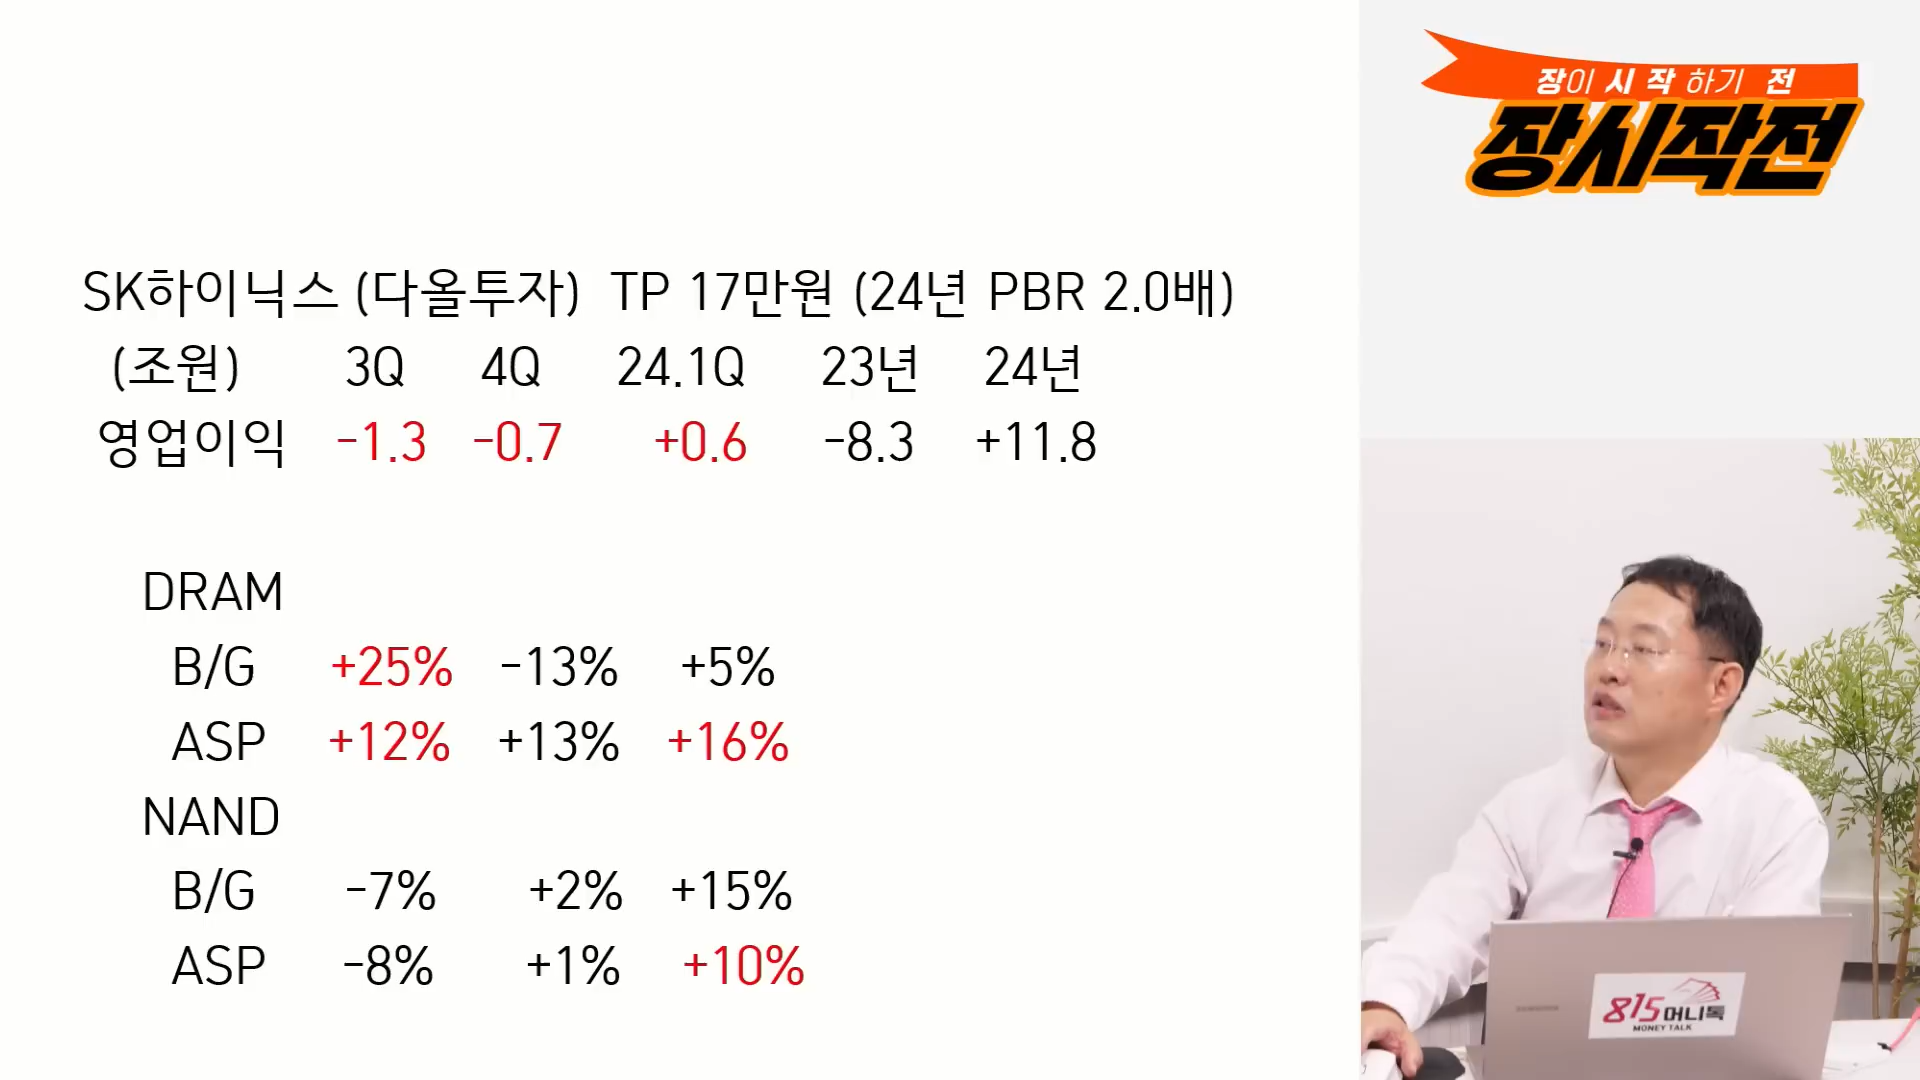 SK하이닉스 (다올투자) TP 17만원 (24년 PBR 2.0배)
(조원) 3Q 4Q 24.1Q 23년 24년
영업이익 -1.3 -0.7 +0.6 -8.3 +11.8
DRAM
B/G +25% -13% +5%
ASP +12% +13% +16%
NAND
B/G -7% +2% +15%
ASP -8% +1% +10%
장이 시작하기 전
장시작전
SAMSUNG
815머니톡
MONEY TALK